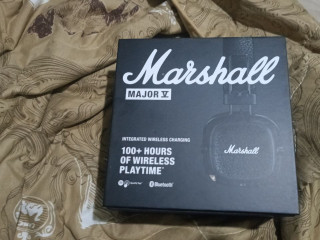 Marshall
MAJOR V
INTEGRATED WIRELESS CHARGING
100+ HOURS
OF WIRELESS
PLAYTIME
Marshall
Bluetooth